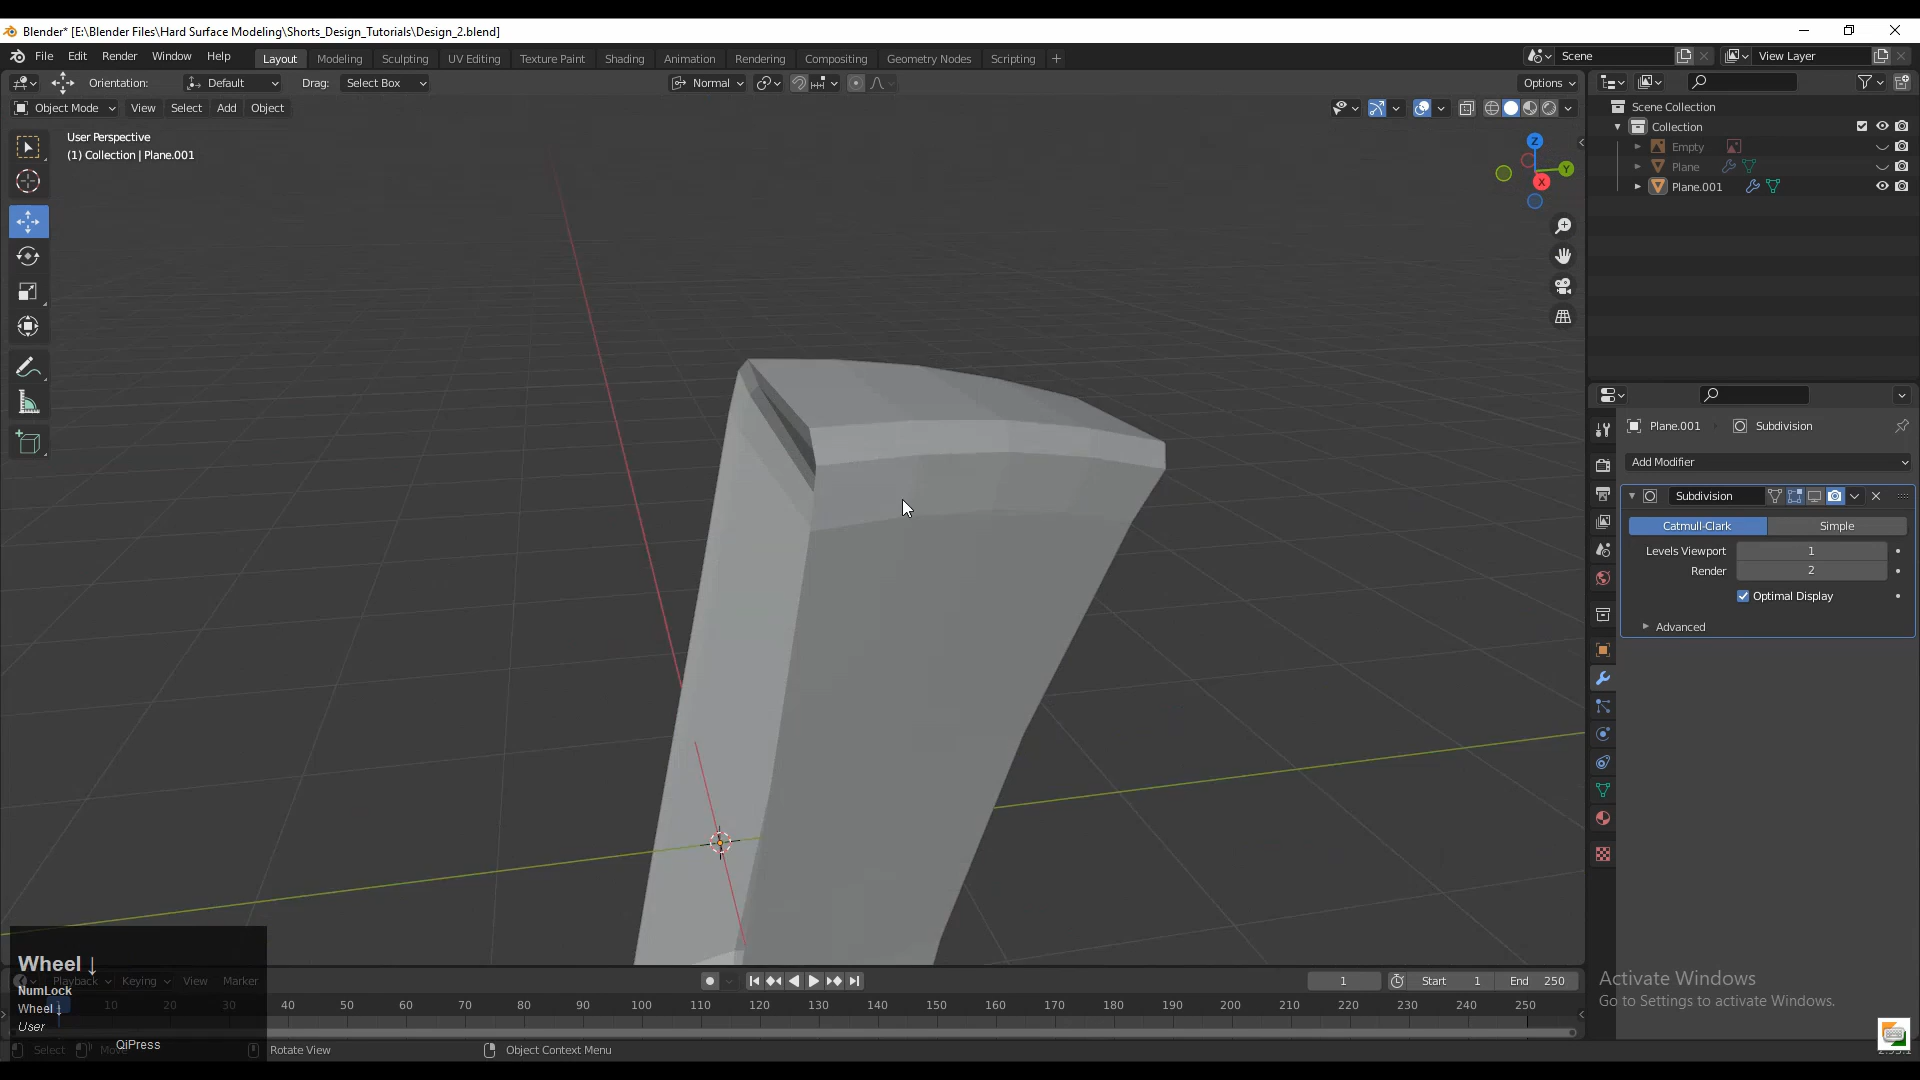 Blender* [E:\Blender Files\Hard Surface Modeling\Shorts_Design_Tutorials\Design_2.blend]
File Edit Render Window Help Layout Modeling Sculpting UV Editing Texture Paint Shading Animation Rendering Compositing Geometry Nodes Scripting + Scene View Layer
Orientation: Default Drag: Select Box Normal Options
Object Mode View Select Add Object
User Perspective
(1) Collection | Plane.001
Z
Y
X
Scene Collection
Collection
Empty
Plane
Plane.001
Plane.001 Subdivision
Add Modifier
Subdivision
Catmull-Clark Simple
Levels Viewport 1
Render 2
Optimal Display
Advanced
Wheel ↓
Playback Keying View Marker
1 Start 1 End 250
NumLock
10 20 30 40 50 60 70 80 90 100 110 120 130 140 150 160 170 180 190 200 210 220 230 240 250
Wheel ↓
User
QiPress
Select Move Rotate View Object Context Menu
Activate Windows
Go to Settings to activate Windows.